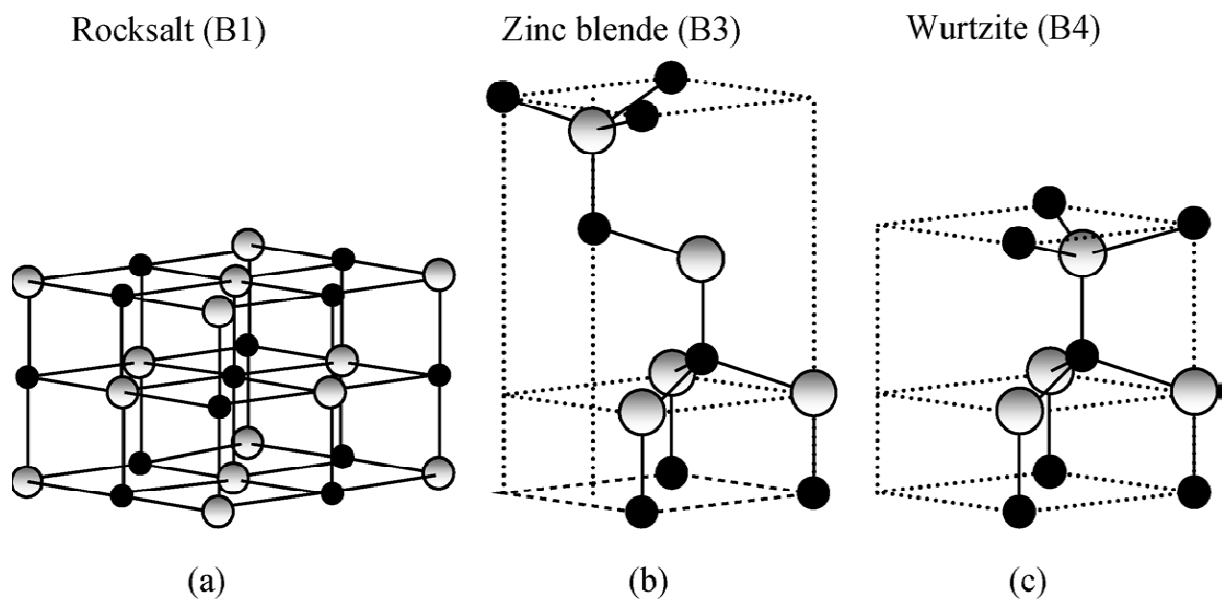 Rocksalt (B1)
Zinc blende (B3)
Wurtzite (B4)
(a)
(b)
(c)